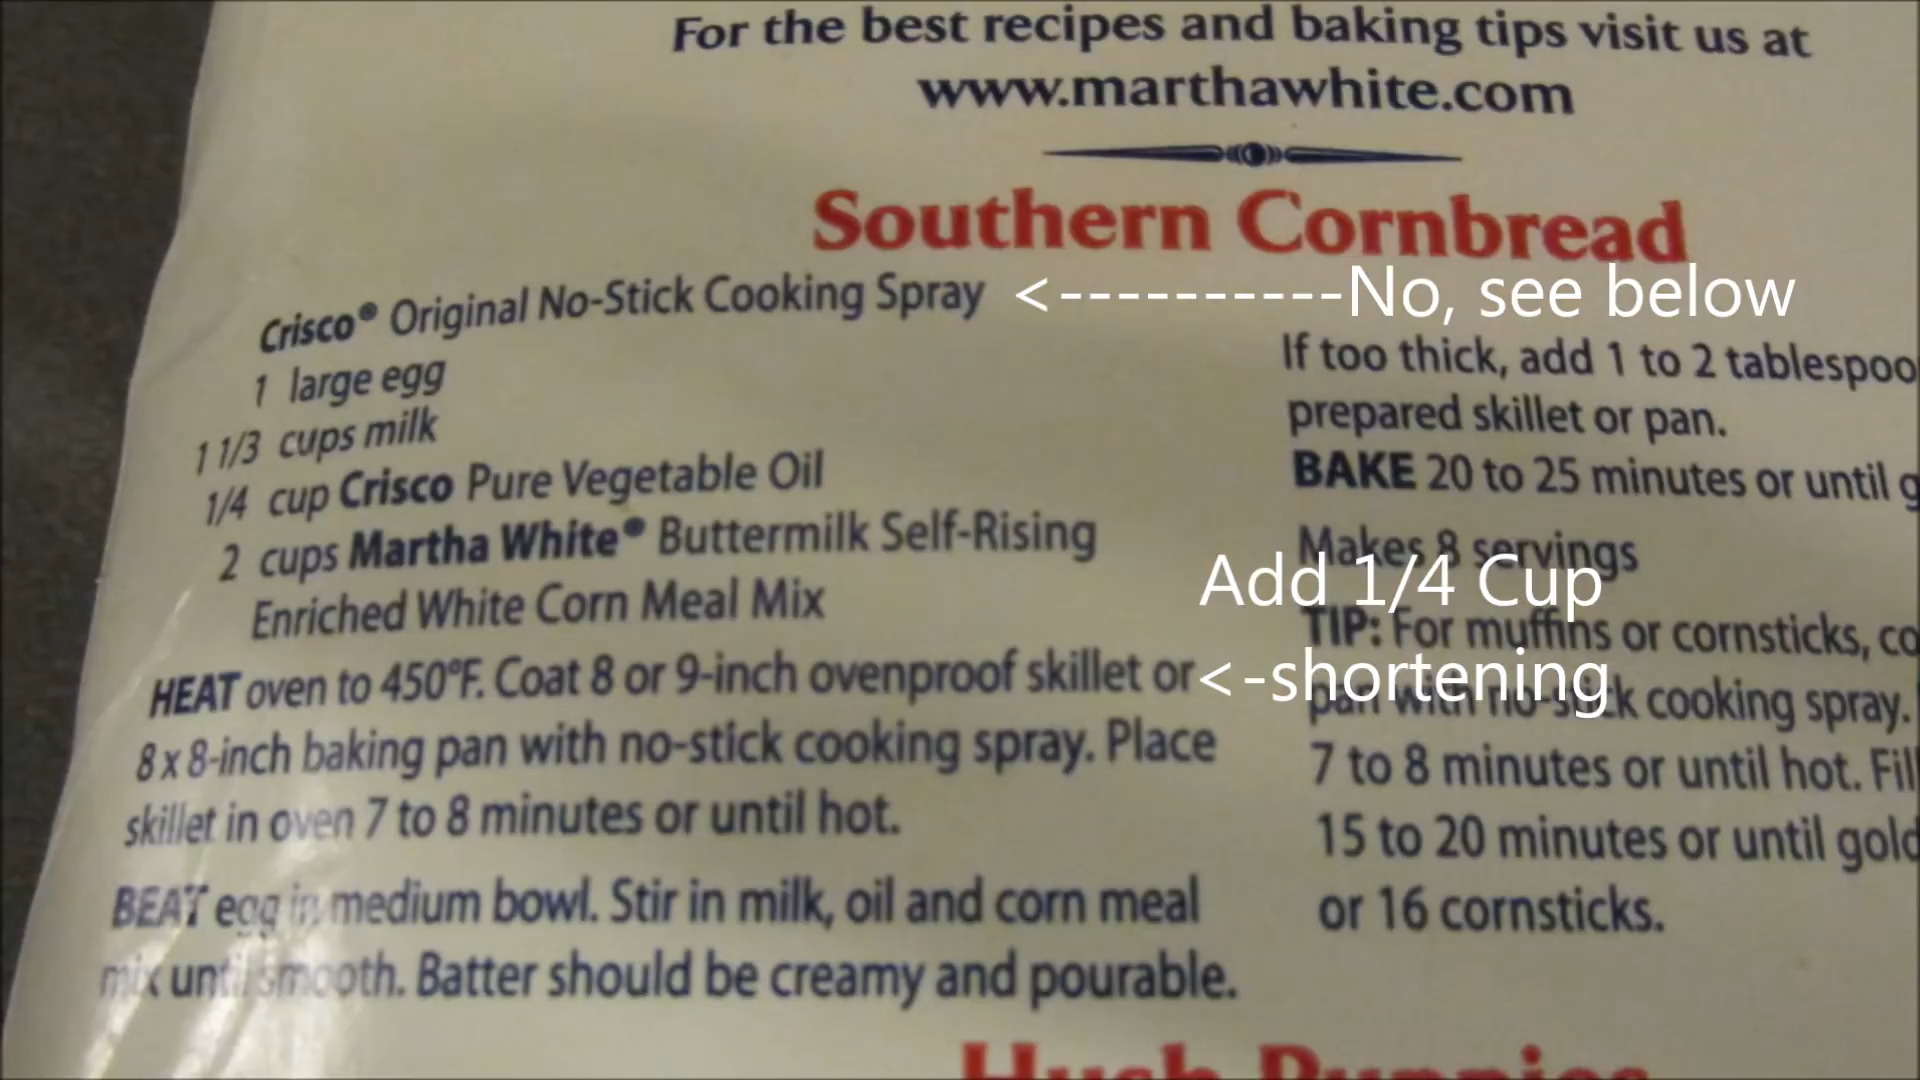 For the best recipes and baking tips visit us at
www.marthawhite.com
Southern Cornbread
Crisco® Original No-Stick Cooking Spray <----------No, see below
1 large egg
1 1/3 cups milk
1/4 cup Crisco Pure Vegetable Oil
2 cups Martha White® Buttermilk Self-Rising
Enriched White Corn Meal Mix
HEAT oven to 450°F. Coat 8 or 9-inch ovenproof skillet or
8 x 8-inch baking pan with no-stick cooking spray. Place
skillet in oven 7 to 8 minutes or until hot.
BEAT egg in medium bowl. Stir in milk, oil and corn meal
mix until smooth. Batter should be creamy and pourable.
If too thick, add 1 to 2 tablespoo
prepared skillet or pan.
BAKE 20 to 25 minutes or until g
Makes 8 servings
Add 1/4 Cup
TIP: For muffins or cornsticks, co
<-shortening
pan with no-stick cooking spray.
7 to 8 minutes or until hot. Fill
15 to 20 minutes or until gold
or 16 cornsticks.
Hush Puppies